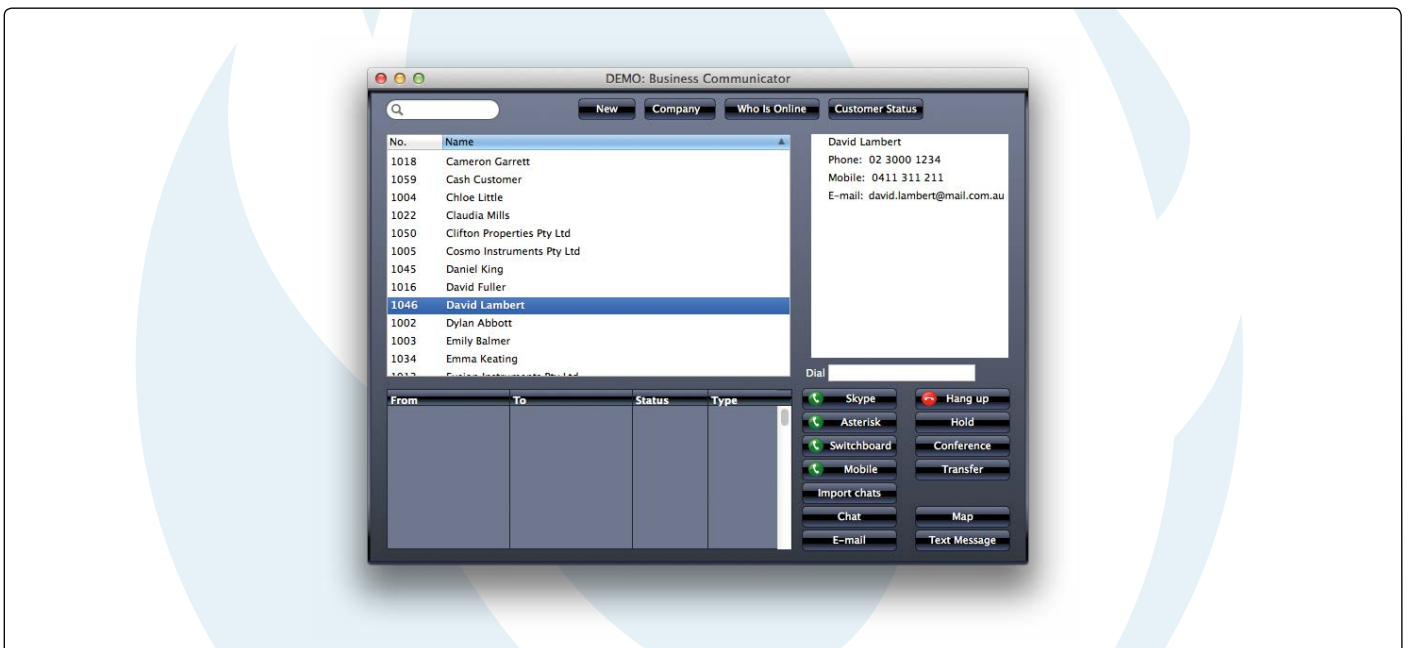 DEMO: Business Communicator
New Company Who Is Online Customer Status
No. Name
1018 Cameron Garrett
1059 Cash Customer
1004 Chloe Little
1022 Claudia Mills
1050 Clifton Properties Pty Ltd
1005 Cosmo Instruments Pty Ltd
1045 Daniel King
1016 David Fuller
1046 David Lambert
1002 Dylan Abbott
1003 Emily Balmer
1034 Emma Keating
David Lambert
Phone: 02 3000 1234
Mobile: 0411 311 211
E-mail: david.lambert@mail.com.au
Dial
From To Status Type
Skype Hang up
Asterisk Hold
Switchboard Conference
Mobile Transfer
Import chats
Chat Map
E-mail Text Message